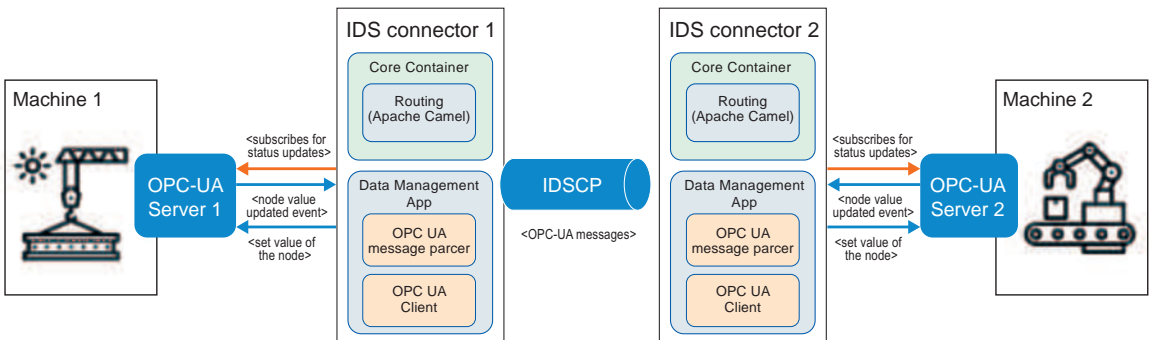 Machine 1
OPC-UA
Server 1
<subscribes for
status updates>
<node value
updated event>
<set value of
the node>
IDS connector 1
Core Container
Routing
(Apache Camel)
Data Management
App
OPC UA
message parcer
OPC UA
Client
IDSCP
<OPC-UA messages>
IDS connector 2
Core Container
Routing
(Apache Camel)
Data Management
App
OPC UA
message parcer
OPC UA
Client
<subscribes for
status updates>
<node value
updated event>
<set value of
the node>
Machine 2
OPC-UA
Server 2